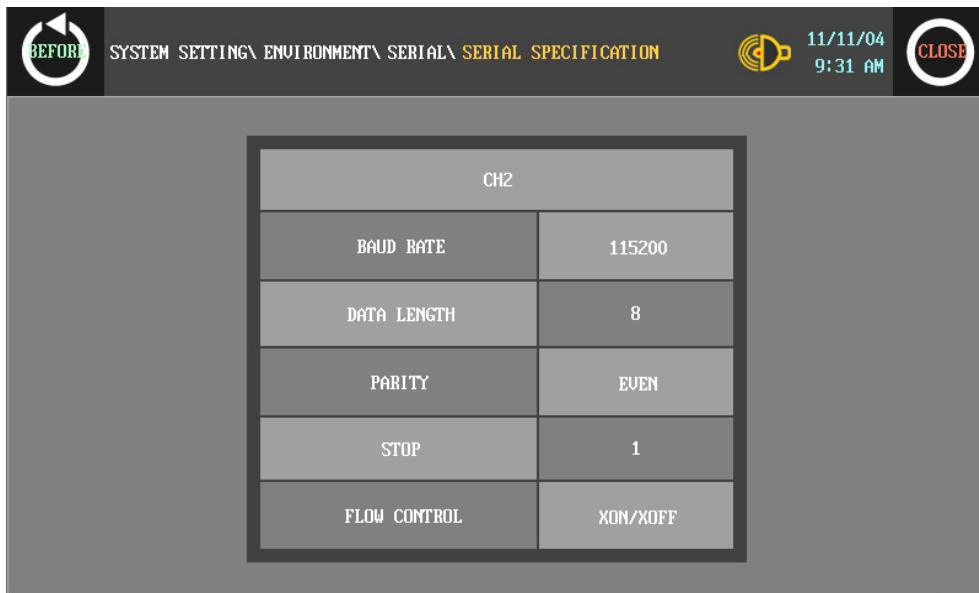 BEFORE
SYSTEM SETTING\ ENVIRONMENT\ SERIAL\ SERIAL SPECIFICATION
11/11/04
9:31 AM
CLOSE
CH2
BAUD RATE 115200
DATA LENGTH 8
PARITY EVEN
STOP 1
FLOW CONTROL XON/XOFF